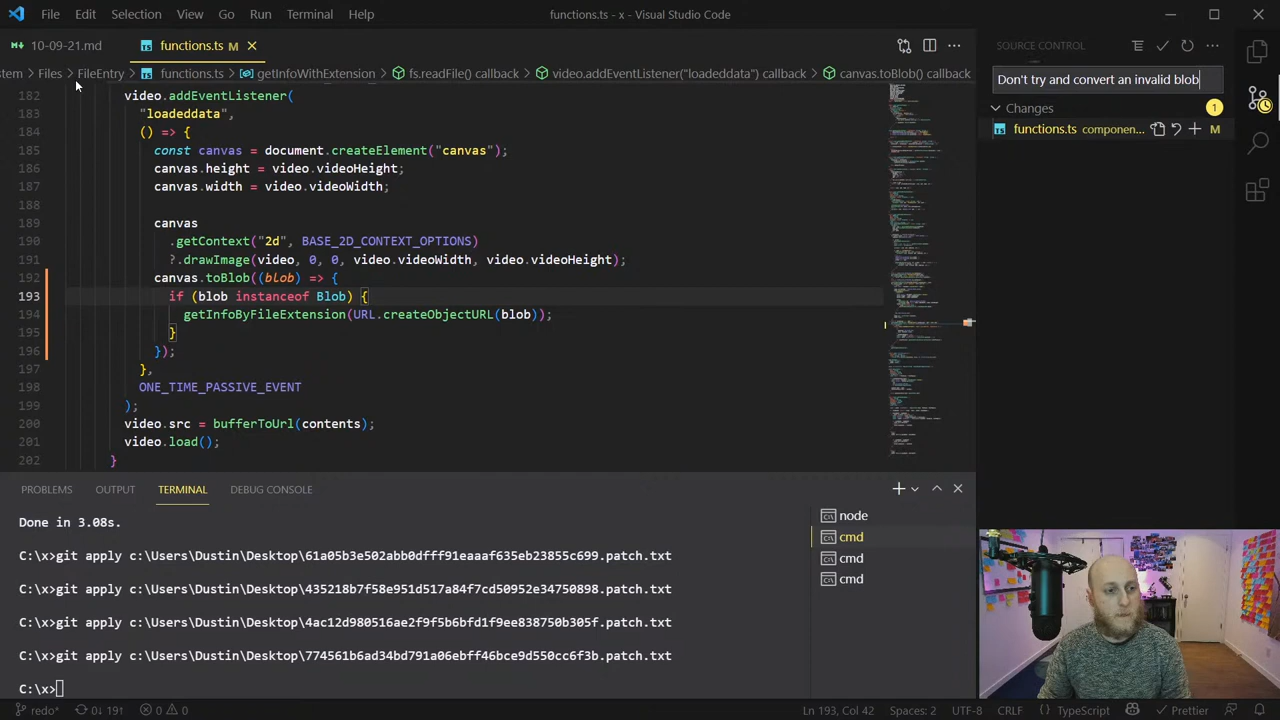 File Edit Selection View Go Run Terminal Help functions.ts - x - Visual Studio Code
10-09-21.md functions.ts M
stem > Files > FileEntry > functions.ts > getInfoWithExtension > fs.readFile() callback > video.addEventListener("loadeddata") callback > canvas.toBlob() callback
SOURCE CONTROL
Don't try and convert an invalid blob
Changes 1
functions.ts componen... M
182 video.addEventListener(
183 "loadeddata",
184 () => {
185 const canvas = document.createElement("canvas");
186 canvas.height = video.videoHeight;
187 canvas.width = video.videoWidth;
188
189 canvas
190 .getContext("2d", BASE_2D_CONTEXT_OPTIONS)
191 ?.drawImage(video, 0, 0, video.videoWidth, video.videoHeight);
192 canvas.toBlob((blob) => {
193 if (blob instanceof Blob) {
194 getInfoByFileExtension(URL.createObjectURL(blob));
195 }
196 });
197 },
198 ONE_TIME_PASSIVE_EVENT
199 );
200 video.src = bufferToUrl(contents);
201 video.load();
202 }
PROBLEMS OUTPUT TERMINAL DEBUG CONSOLE
Done in 3.08s.
C:\x>git apply c:\Users\Dustin\Desktop\61a05b3e502abb0dfff91eaaaf635eb23855c699.patch.txt
C:\x>git apply c:\Users\Dustin\Desktop\435218b7f58e951d517a84f7cd50952e34750898.patch.txt
C:\x>git apply c:\Users\Dustin\Desktop\4ac12d980516ae2f9f5b6bfd1f9ee838750b305f.patch.txt
C:\x>git apply c:\Users\Dustin\Desktop\774561b6ad34bd791a06ebff46bce9d550cc6f3b.patch.txt
C:\x>
node
cmd
cmd
cmd
redo* 0↓ 191 0 0 Ln 193, Col 42 Spaces: 2 UTF-8 CRLF TypeScript Prettier